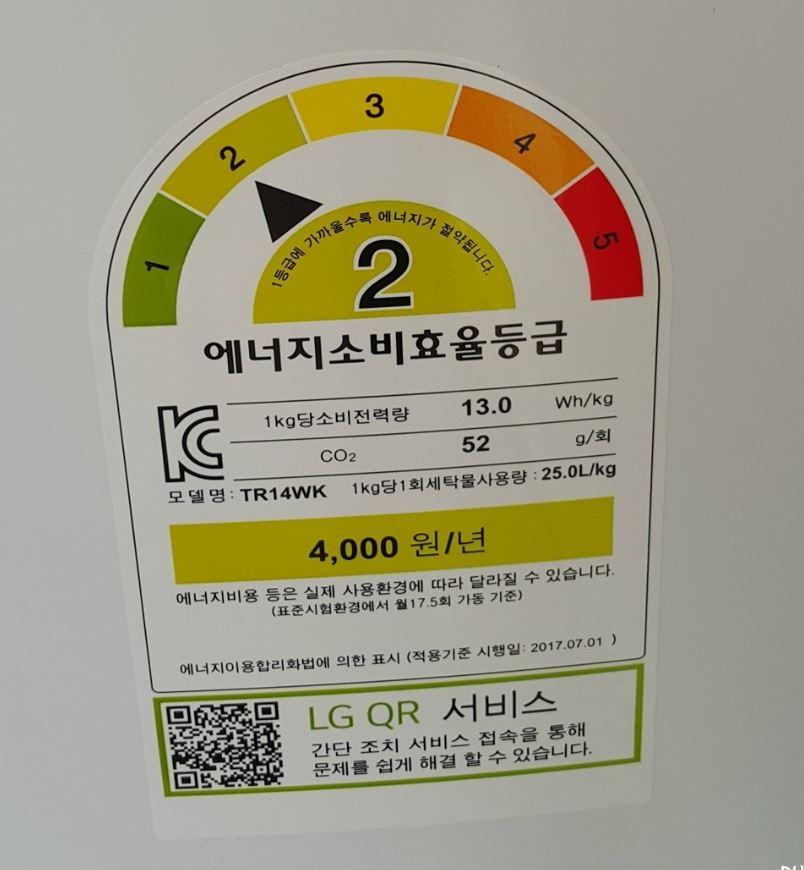 1
2
3
4
5
1등급에 가까울수록 에너지가 절약됩니다.
2
에너지소비효율등급
1kg당소비전력량 13.0 Wh/kg
CO₂ 52 g/회
모델명: TR14WK 1kg당1회세탁물사용량 : 25.0L/kg
4,000 원/년
에너지비용 등은 실제 사용환경에 따라 달라질 수 있습니다.
(표준시험환경에서 월17.5회 가동 기준)
에너지이용합리화법에 의한 표시 (적용기준 시행일: 2017.07.01 )
LG QR 서비스
간단 조치 서비스 접속을 통해
문제를 쉽게 해결 할 수 있습니다.